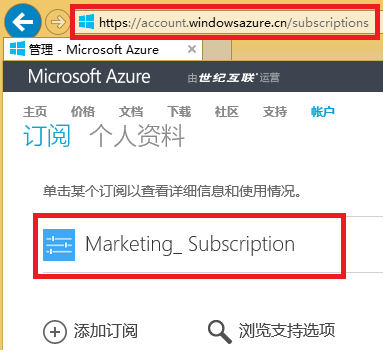 https://account.windowsazure.cn/subscriptions
管理 - Microsoft Azure
Microsoft Azure 由世纪互联运营
主页 价格 文档 下载 社区 支持 帐户
订阅 个人资料
单击某个订阅以查看详细信息和使用情况。
Marketing_ Subscription
添加订阅 浏览支持选项